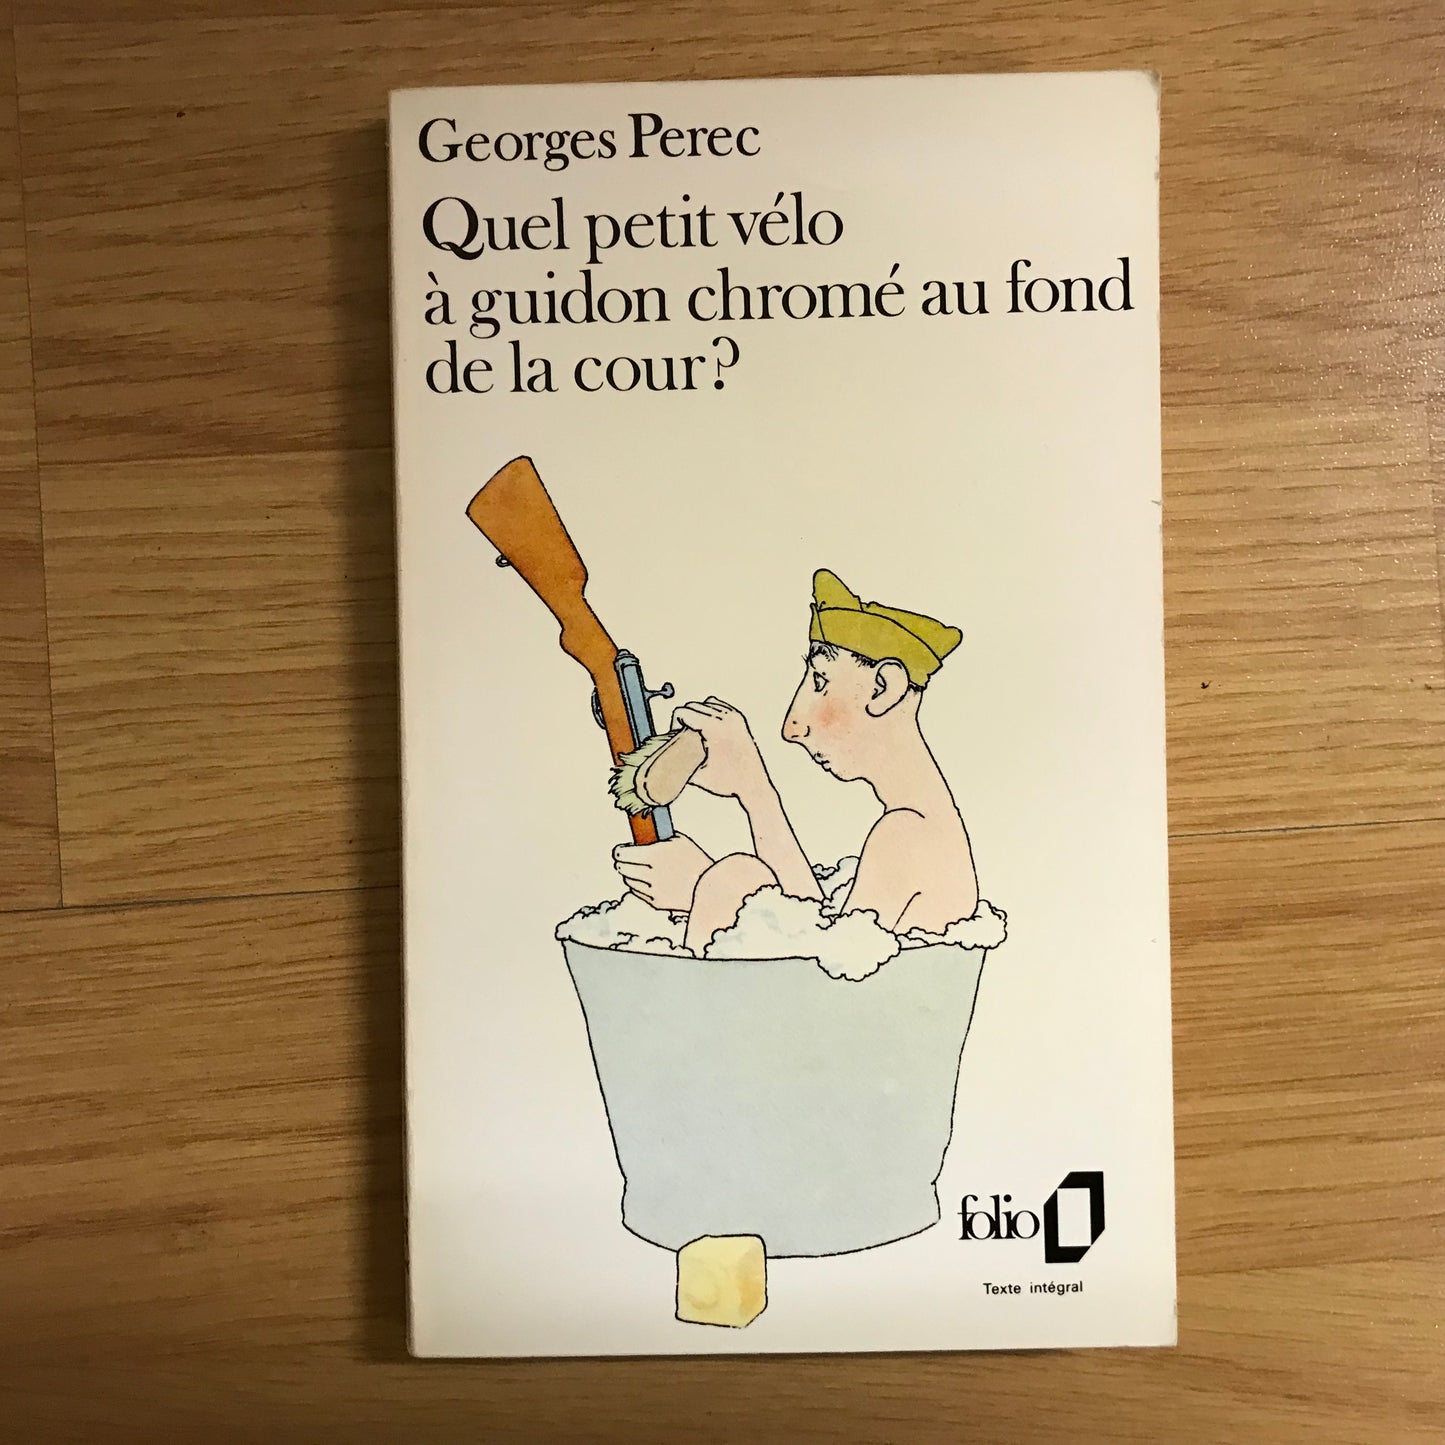 Georges Perec
Quel petit vélo
à guidon chromé au fond
de la cour?
folio
Texte intégral